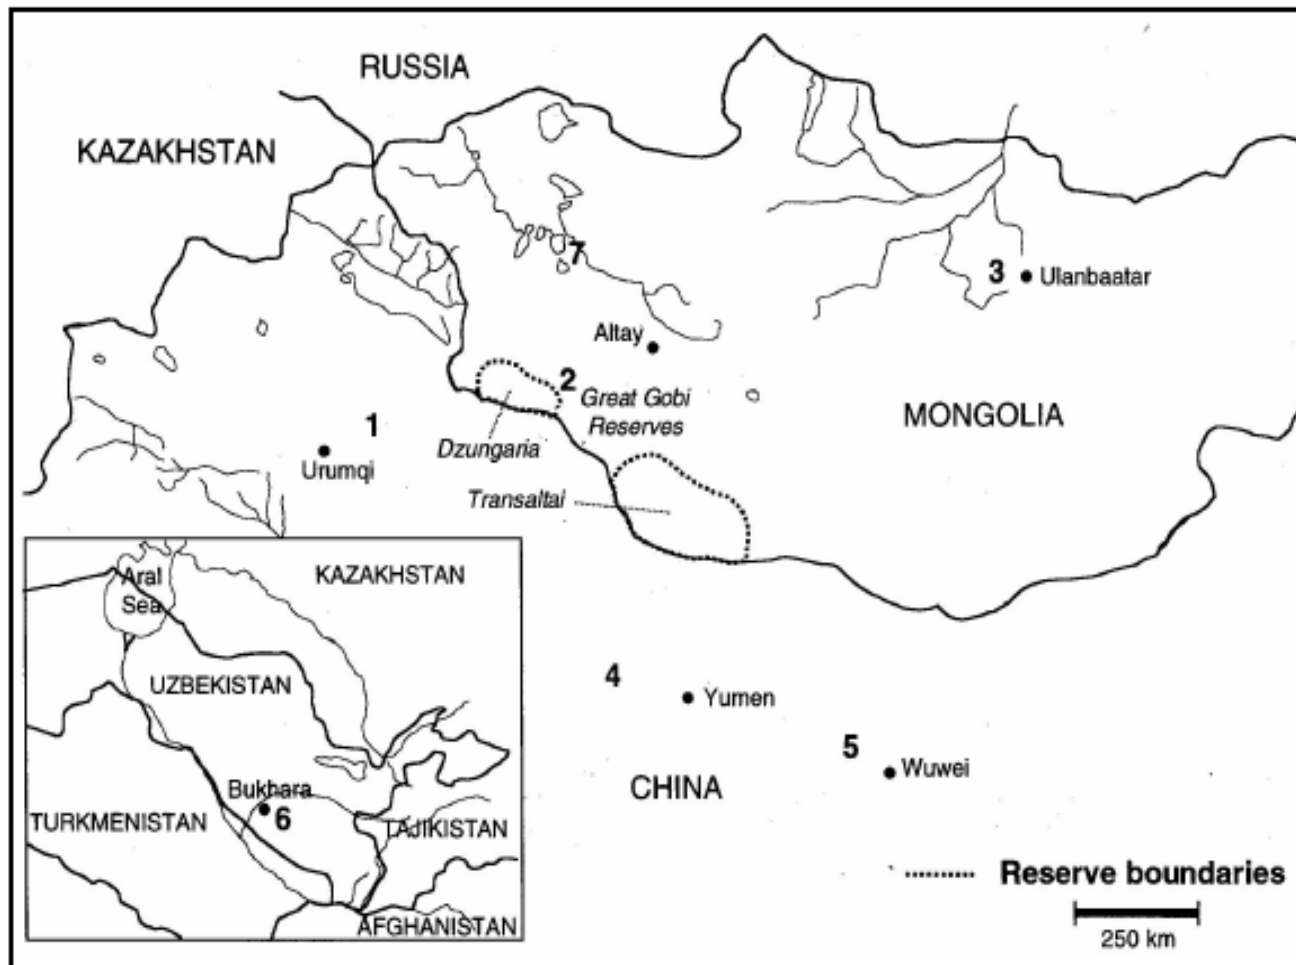 RUSSIA
KAZAKHSTAN
7
3
Ulanbaatar
Altay
2
Great Gobi
Reserves
MONGOLIA
1
Dzungaria
Urumqi
Transaltai
Aral
Sea
KAZAKHSTAN
UZBEKISTAN
4
Yumen
5
Wuwei
CHINA
Bukhara
6
TURKMENISTAN
TAJIKISTAN
AFGHANISTAN
Reserve boundaries
250 km